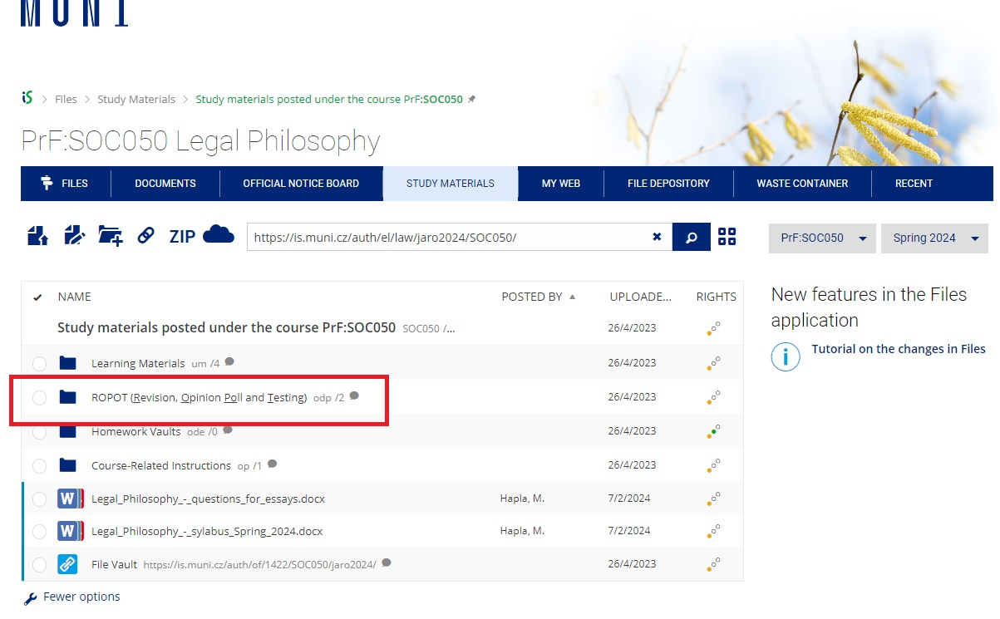 MUNI
iS > Files > Study Materials > Study materials posted under the course PrF:SOC050
PrF:SOC050 Legal Philosophy
FILES DOCUMENTS OFFICIAL NOTICE BOARD STUDY MATERIALS MY WEB FILE DEPOSITORY WASTE CONTAINER RECENT
ZIP https://is.muni.cz/auth/el/law/jaro2024/SOC050/ PrF:SOC050 Spring 2024
NAME POSTED BY UPLOADE... RIGHTS
Study materials posted under the course PrF:SOC050 SOC050 /... 26/4/2023
Learning Materials um /4 26/4/2023
ROPOT (Revision, Opinion Poll and Testing) odp /2 26/4/2023
Homework Vaults ode /0 26/4/2023
Course-Related Instructions op /1 26/4/2023
W Legal_Philosophy_-_questions_for_essays.docx Hapla, M. 7/2/2024
W Legal_Philosophy_-_sylabus_Spring_2024.docx Hapla, M. 7/2/2024
File Vault https://is.muni.cz/auth/of/1422/SOC050/jaro2024/ 26/4/2023
Fewer options
New features in the Files
application
i Tutorial on the changes in Files